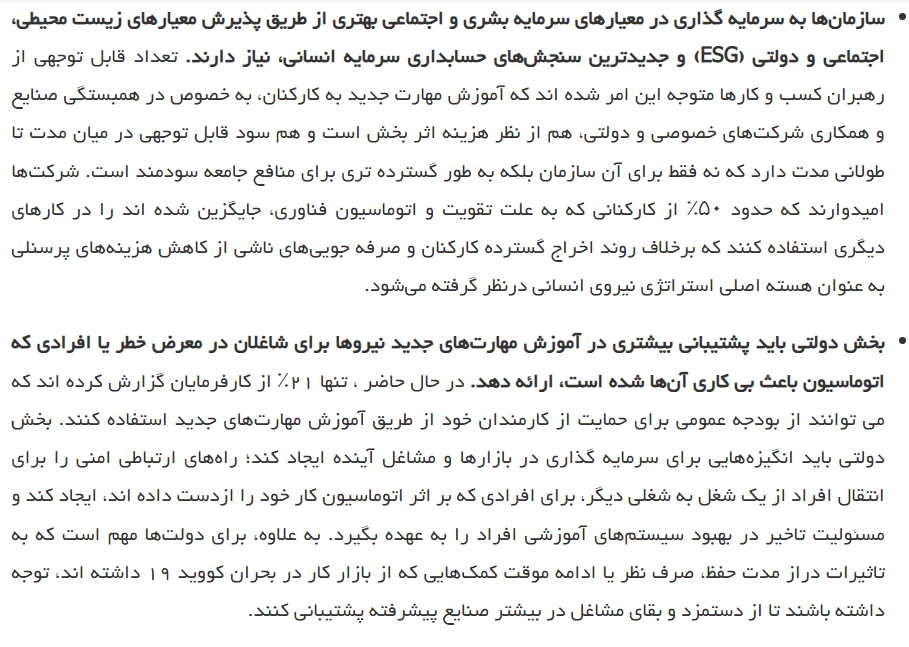 • سازمان‌ها به سرمایه گذاری در معیارهای سرمایه بشری و اجتماعی بهتری از طریق پذیرش معیارهای زیست محیطی،
اجتماعی و دولتی (ESG) و جدیدترین سنجش‌های حسابداری سرمایه انسانی، نیاز دارند. تعداد قابل توجهی از
رهبران کسب و کارها متوجه این امر شده اند که آموزش مهارت جدید به کارکنان، به خصوص در همبستگی صنایع
و همکاری شرکت‌های خصوصی و دولتی، هم از نظر هزینه اثر بخش است و هم سود قابل توجهی در میان مدت تا
طولانی مدت دارد که نه فقط برای آن سازمان بلکه به طور گسترده تری برای منافع جامعه سودمند است. شرکت‌ها
امیدوارند که حدود ۵۰٪ از کارکنانی که به علت تقویت و اتوماسیون فناوری، جایگزین شده اند را در کارهای
دیگری استفاده کنند که برخلاف روند اخراج گسترده کارکنان و صرفه جویی‌های ناشی از کاهش هزینه‌های پرسنلی
به عنوان هسته اصلی استراتژی نیروی انسانی درنظر گرفته می‌شود.
• بخش دولتی باید پشتیبانی بیشتری در آموزش مهارت‌های جدید نیروها برای شاغلان در معرض خطر یا افرادی که
اتوماسیون باعث بی کاری آن‌ها شده است، ارائه دهد. در حال حاضر ، تنها ۲۱٪ از کارفرمایان گزارش کرده اند که
می توانند از بودجه عمومی برای حمایت از کارمندان خود از طریق آموزش مهارت‌های جدید استفاده کنند. بخش
دولتی باید انگیزه‌هایی برای سرمایه گذاری در بازارها و مشاغل آینده ایجاد کند؛ راه‌های ارتباطی امنی را برای
انتقال افراد از یک شغل به شغلی دیگر، برای افرادی که بر اثر اتوماسیون کار خود را ازدست داده اند، ایجاد کند و
مسئولیت تاخیر در بهبود سیستم‌های آموزشی افراد را به عهده بگیرد. به علاوه، برای دولت‌ها مهم است که به
تاثیرات دراز مدت حفظ، صرف نظر یا ادامه موقت کمک‌هایی که از بازار کار در بحران کووید ۱۹ داشته اند، توجه
داشته باشند تا از دستمزد و بقای مشاغل در بیشتر صنایع پیشرفته پشتیبانی کنند.